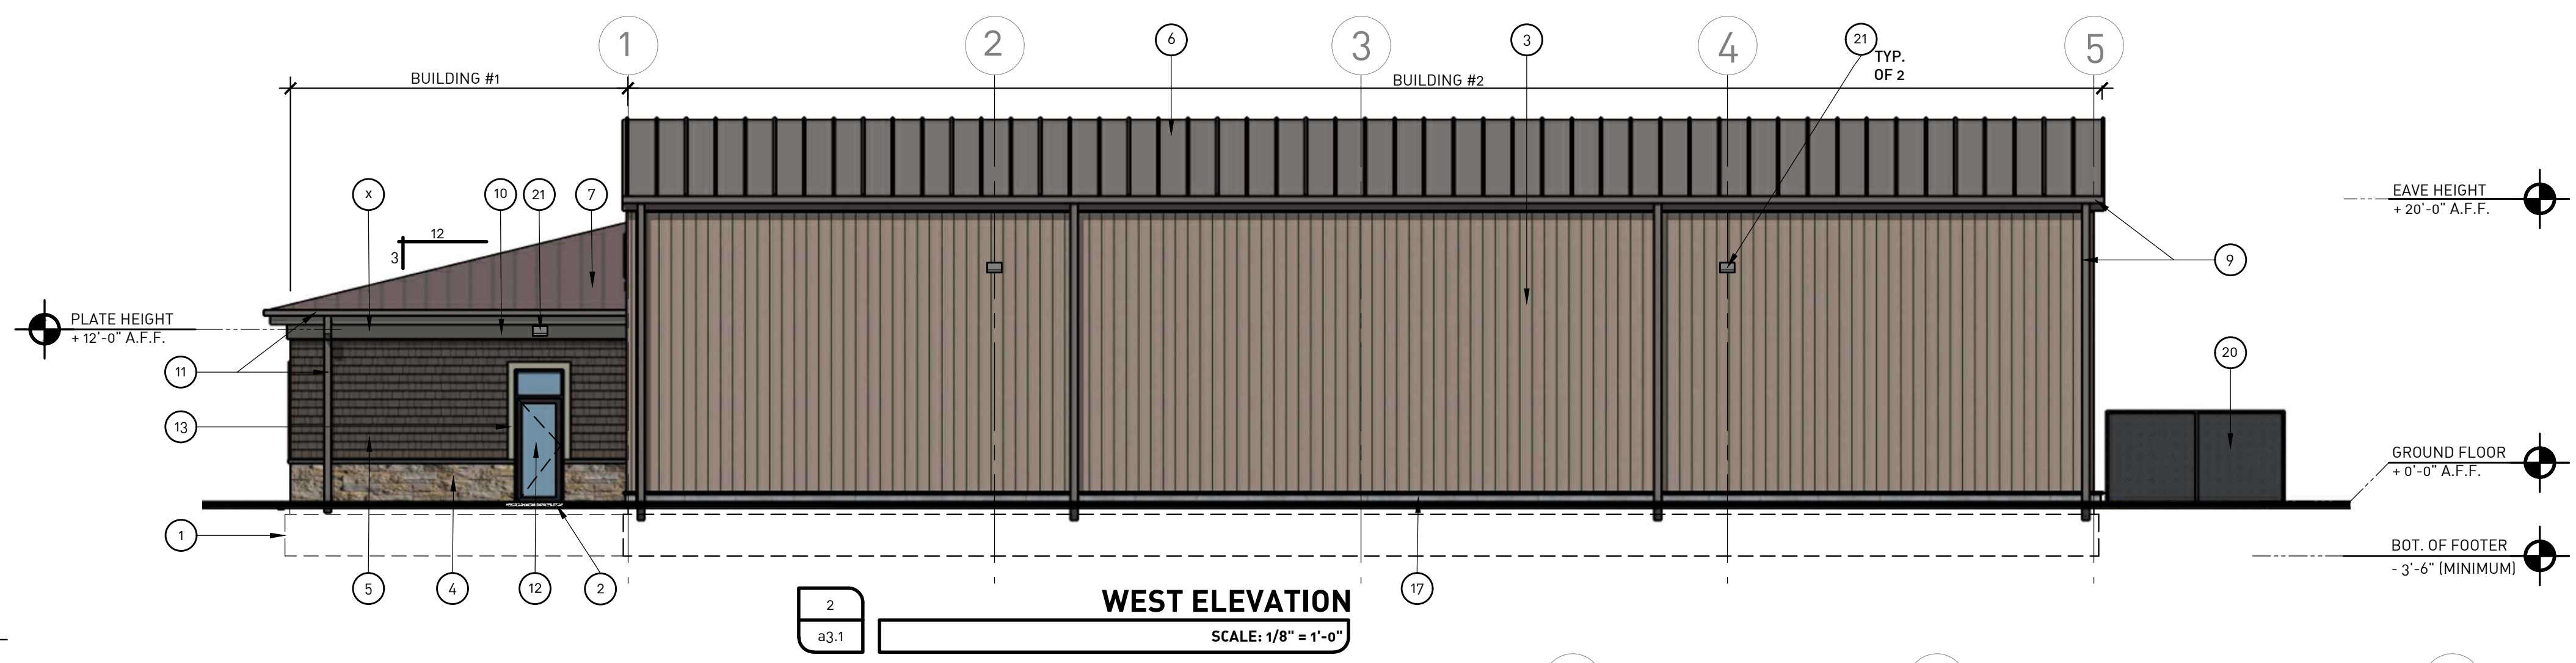 1
2
6
3
3
4
21
TYP.
OF 2
5
BUILDING #1
BUILDING #2
x
10
21
7
12
3
EAVE HEIGHT
+ 20'-0" A.F.F.
9
PLATE HEIGHT
+ 12'-0" A.F.F.
11
20
13
GROUND FLOOR
+ 0'-0" A.F.F.
1
BOT. OF FOOTER
- 3'-6" (MINIMUM)
5
4
12
2
17
2
a3.1
WEST ELEVATION
SCALE: 1/8" = 1'-0"